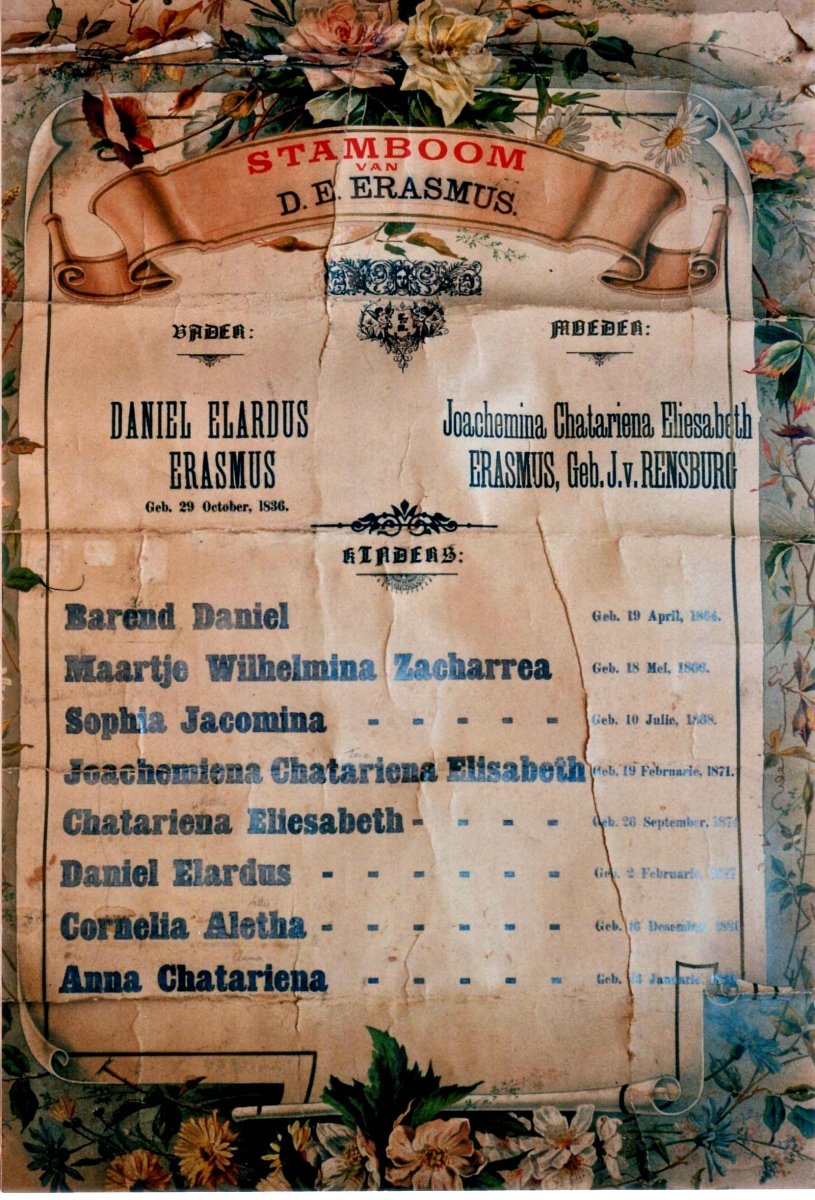 STAMBOOM
VAN
D. E. ERASMUS.
VADER:
MOEDER:
DANIEL ELARDUS
ERASMUS
Geb. 29 October, 1836.
Joachemina Chatariena Eliesabeth
ERASMUS, Geb. J. v. RENSBURG
KINDERS:
Barend Daniel Geb. 19 April, 1864.
Maartje Wilhelmina Zacharrea Geb. 18 Mei, 1866.
Sophia Jacomina - - - - - Geb. 10 Julie, 1868.
Joachemiena Chatariena Elisabeth Geb. 19 Februarie, 1871.
Chatariena Eliesabeth - - - - Geb. 26 September, 1874
Daniel Elardus - - - - - - Geb. 2 Februarie,
Cornelia Aletha - - - - - - Geb. 16 Desember,
Anna Chatariena - - - - - Geb. Januarie,